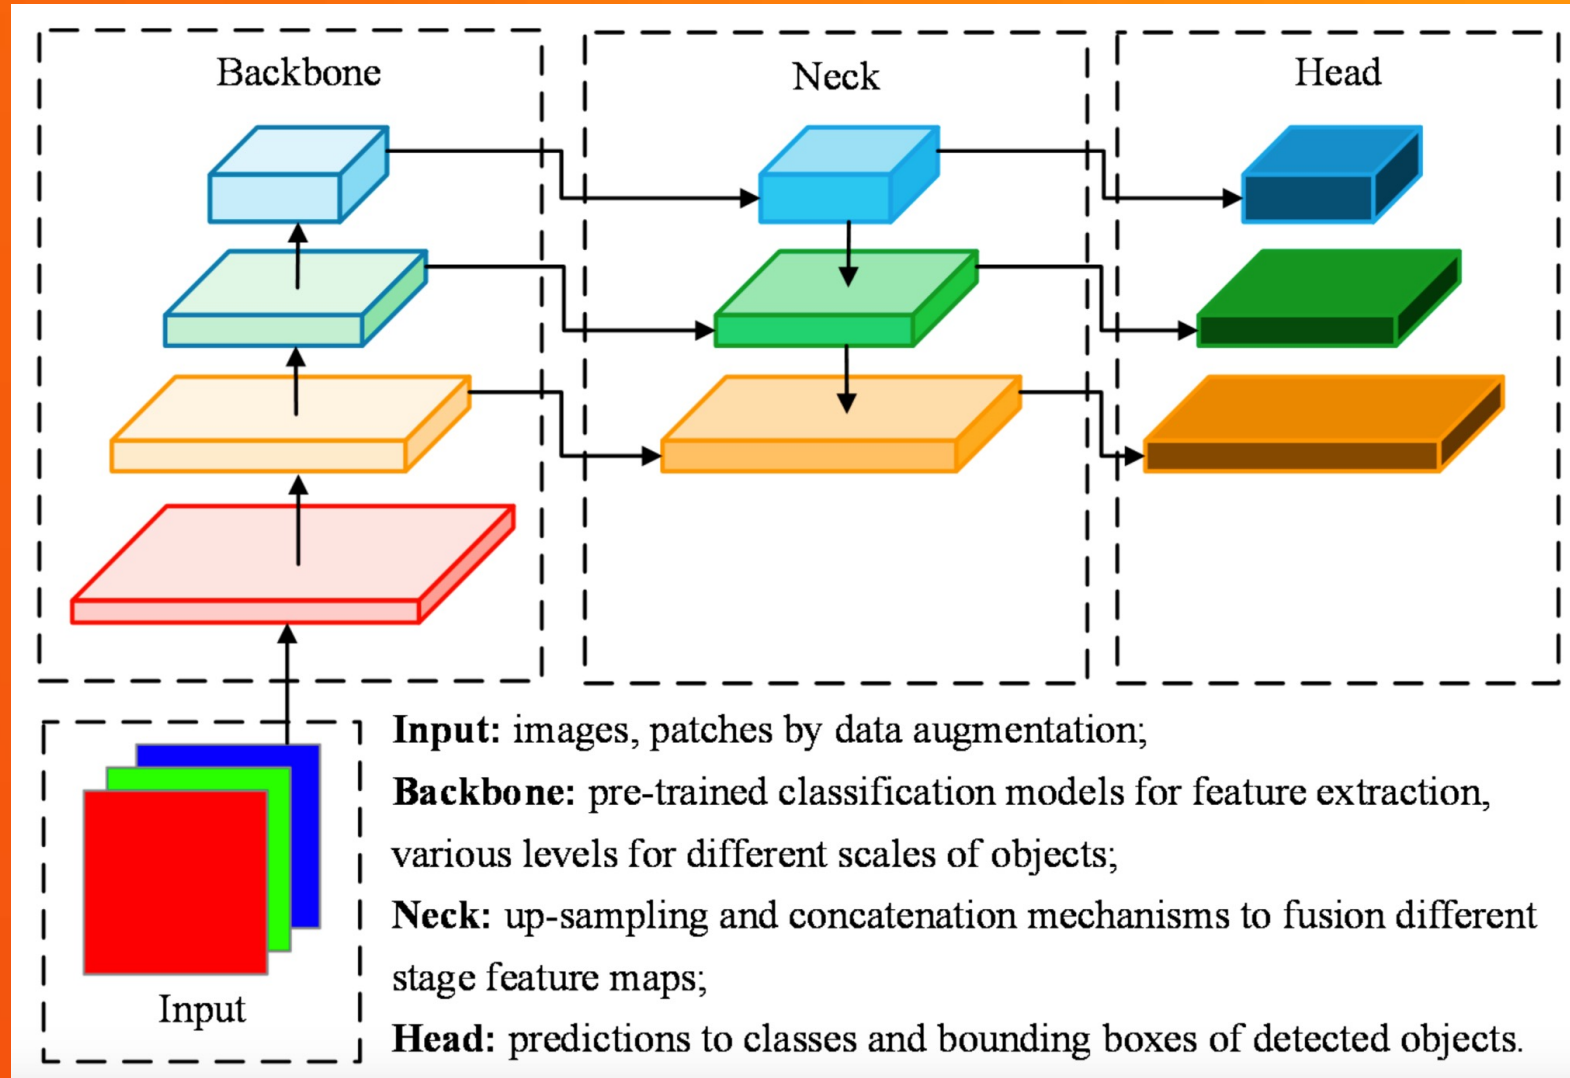 Backbone
Neck
Head
Input
Input: images, patches by data augmentation;
Backbone: pre-trained classification models for feature extraction,
various levels for different scales of objects;
Neck: up-sampling and concatenation mechanisms to fusion different
stage feature maps;
Head: predictions to classes and bounding boxes of detected objects.